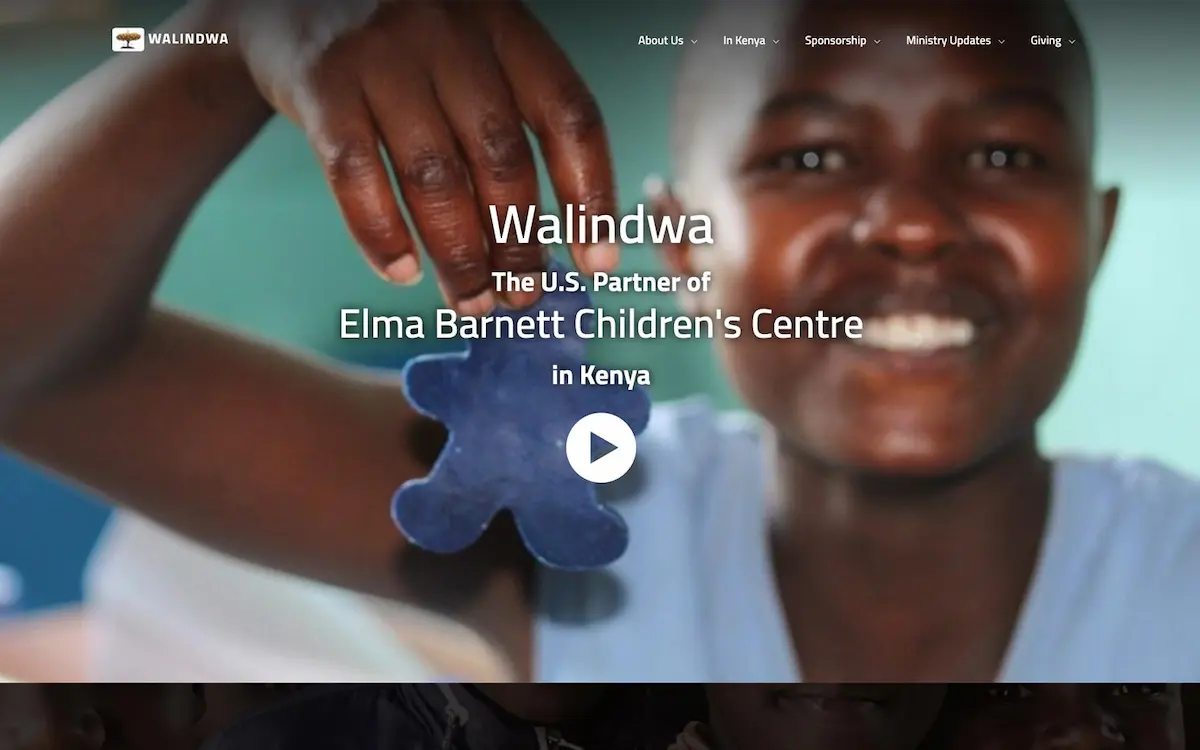 WALINDWA
About Us
In Kenya
Sponsorship
Ministry Updates
Giving
Walindwa
The U.S. Partner of
Elma Barnett Children's Centre
in Kenya